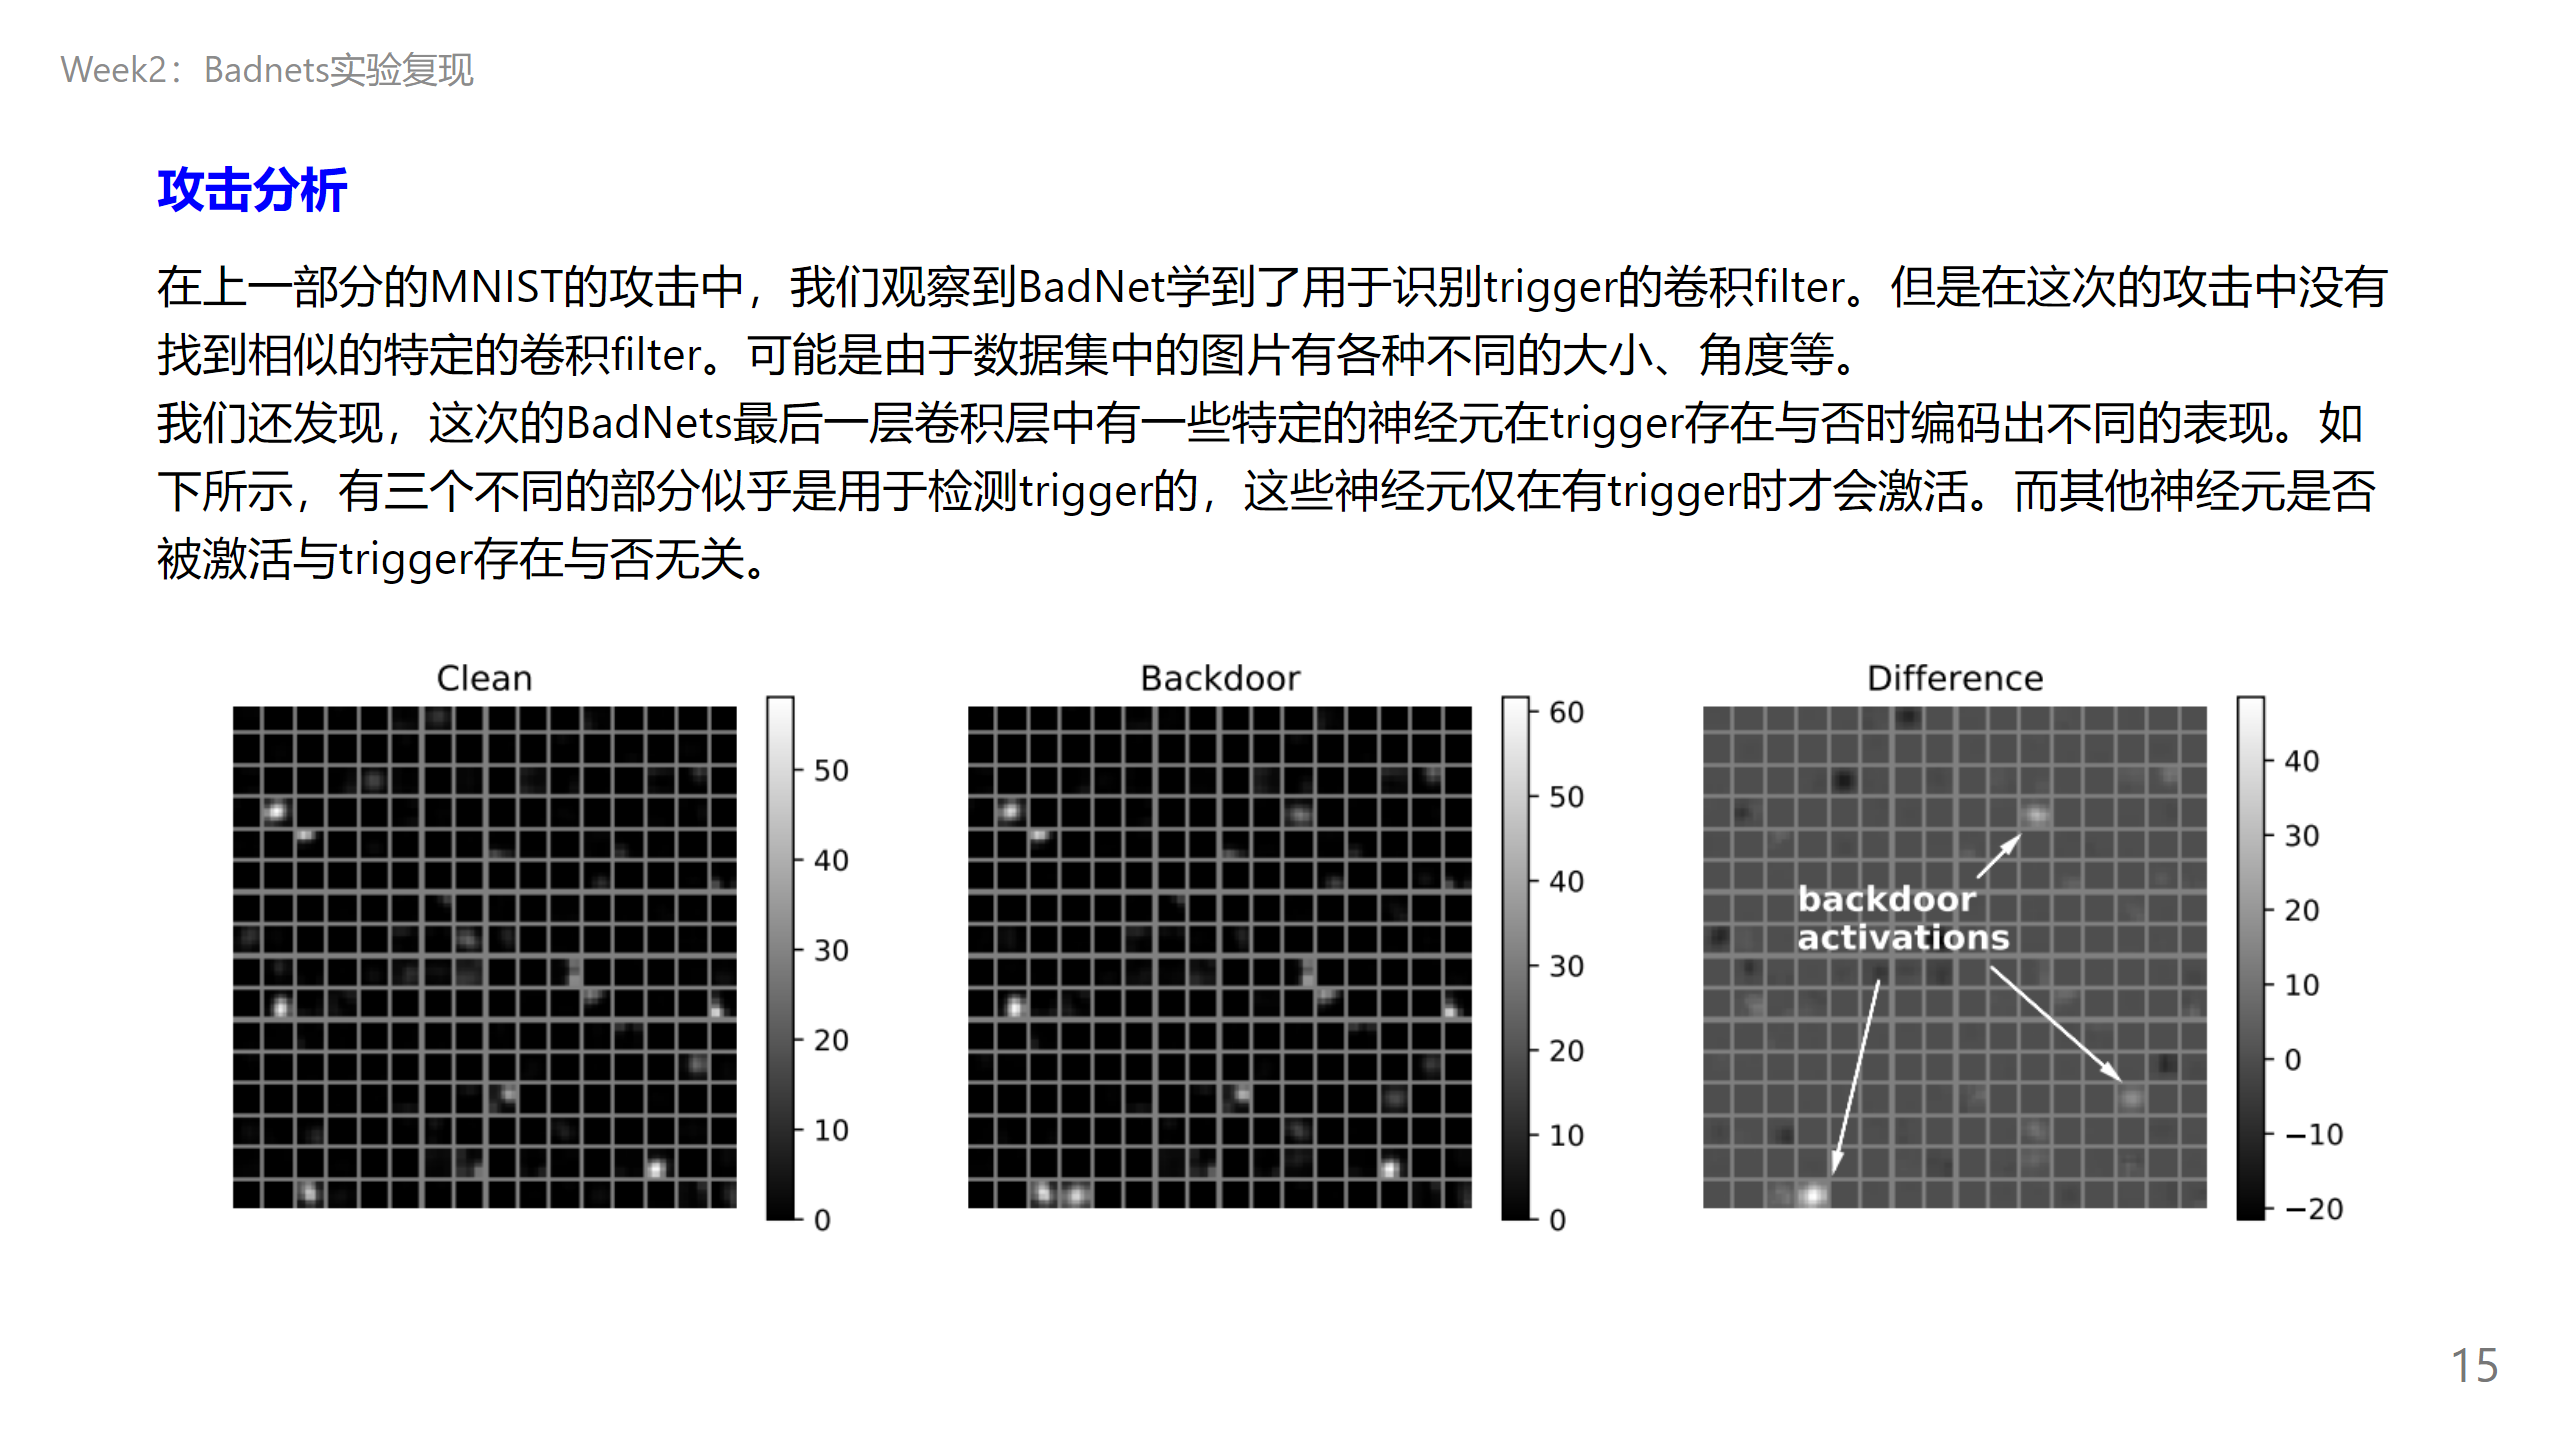 Week2：Badnets实验复现
攻击分析
在上一部分的MNIST的攻击中，我们观察到BadNet学到了用于识别trigger的卷积filter。但是在这次的攻击中没有
找到相似的特定的卷积filter。可能是由于数据集中的图片有各种不同的大小、角度等。
我们还发现，这次的BadNets最后一层卷积层中有一些特定的神经元在trigger存在与否时编码出不同的表现。如
下所示，有三个不同的部分似乎是用于检测trigger的，这些神经元仅在有trigger时才会激活。而其他神经元是否
被激活与trigger存在与否无关。
Clean
50
40
30
20
10
0
Backdoor
60
50
40
30
20
10
0
Difference
backdoor
activations
40
30
20
10
0
−10
−20
15